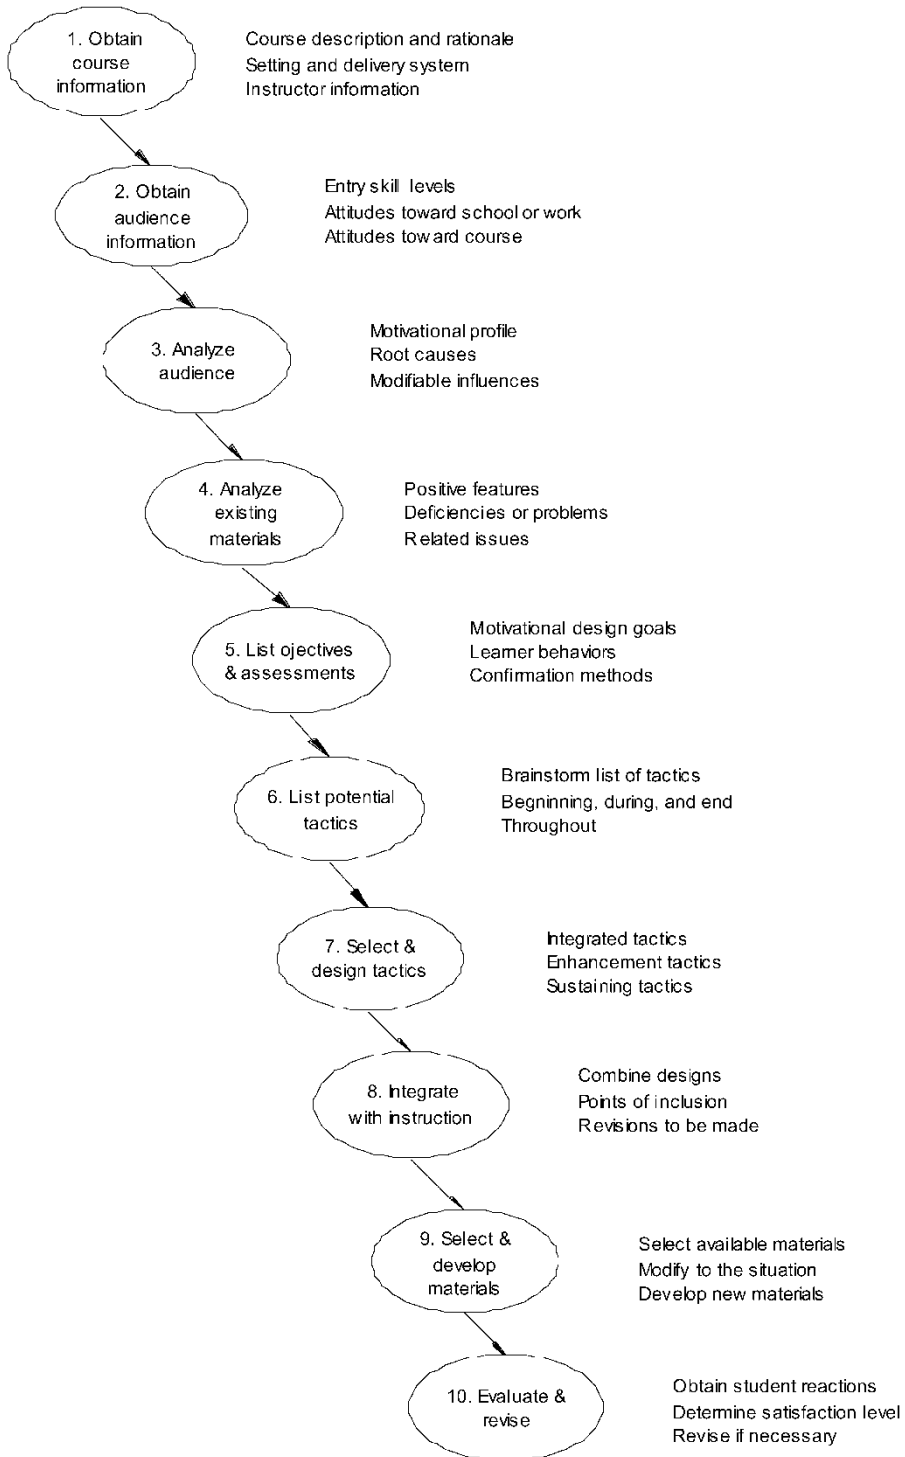 1. Obtain
course
information
Course description and rationale
Setting and delivery system
Instructor information
2. Obtain
audience
information
Entry skill levels
Attitudes toward school or work
Attitudes toward course
3. Analyze
audience
Motivational profile
Root causes
Modifiable influences
4. Analyze
existing
materials
Positive features
Deficiencies or problems
Related issues
5. List ojectives
& assessments
Motivational design goals
Learner behaviors
Confirmation methods
6. List potential
tactics
Brainstorm list of tactics
Begninning, during, and end
Throughout
7. Select &
design tactics
Integrated tactics
Enhancement tactics
Sustaining tactics
8. Integrate
with instruction
Combine designs
Points of inclusion
Revisions to be made
9. Select &
develop
materials
Select available materials
Modify to the situation
Develop new materials
10. Evaluate &
revise
Obtain student reactions
Determine satisfaction level
Revise if necessary